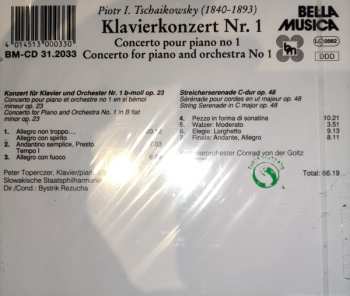 Piotr I. Tschaikowsky (1840-1893)
Klavierkonzert Nr. 1
Concerto pour piano no 1
Concerto for piano and orchestra No 1
BELLA
MUSICA
bm
LC 0562
DDD
4 014513 000330
BM-CD 31.2033
Konzert für Klavier und Orchester Nr. 1 b-moll op. 23
Concerto pour piano et orchestre no 1 en si bémol
mineur op. 23
Concerto for Piano and Orchestra No. 1 in B flat
minor op. 23
1. Allegro non troppo...
Allegro con spirito
2. Andantino semplice, Presto
Tempo I
3. Allegro con fuoco
Peter Toperczer, Klavier/piano
Slowakische Staatsphilharmonie
Dir./Cond.: Bystrik Rezucha
Streicherserenade C-dur op. 48
Sérénade pour cordes en ut majeur op. 48
String Serenade in C major op. 48
4. Pezzo in forma di sonatine 10.21
5. Walzer: Moderato 3.51
6. Elegie: Larghetto 9.13
7. Finale: Andante, Allegro 8.11
orchester Conrad von der Goltz
Total: 66.19